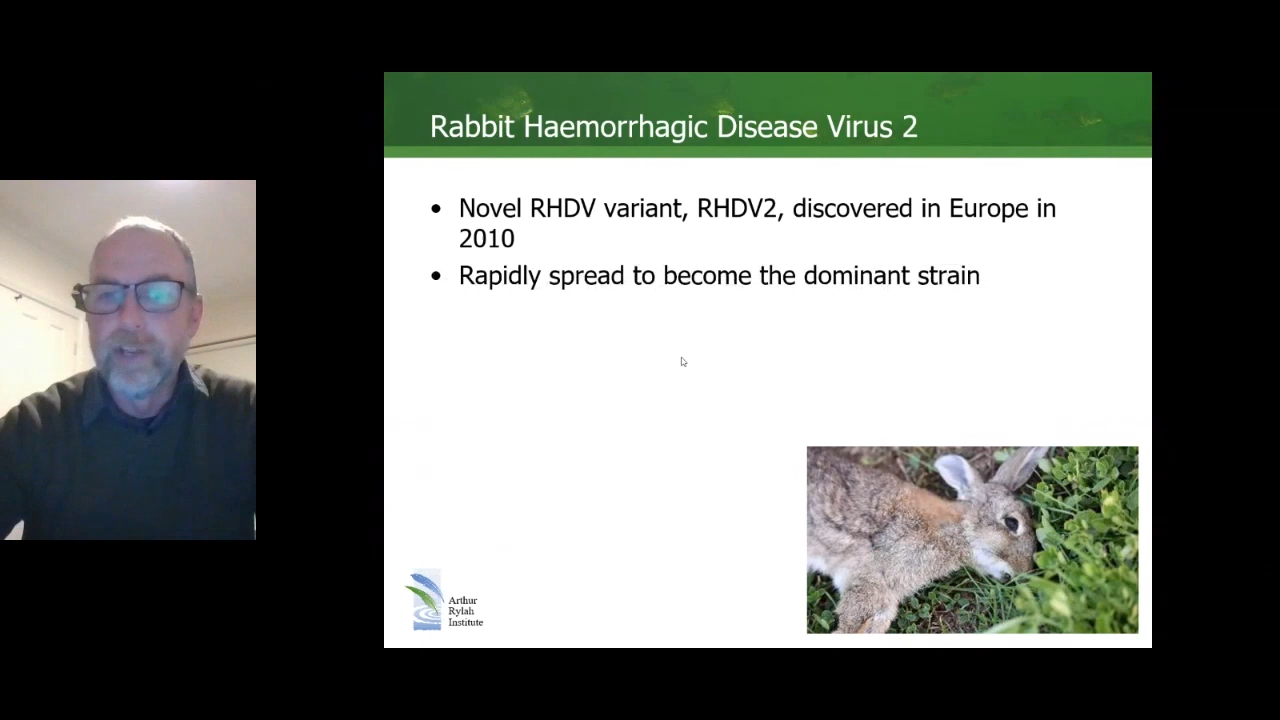 Rabbit Haemorrhagic Disease Virus 2
• Novel RHDV variant, RHDV2, discovered in Europe in
2010
• Rapidly spread to become the dominant strain
Arthur
Rylah
Institute